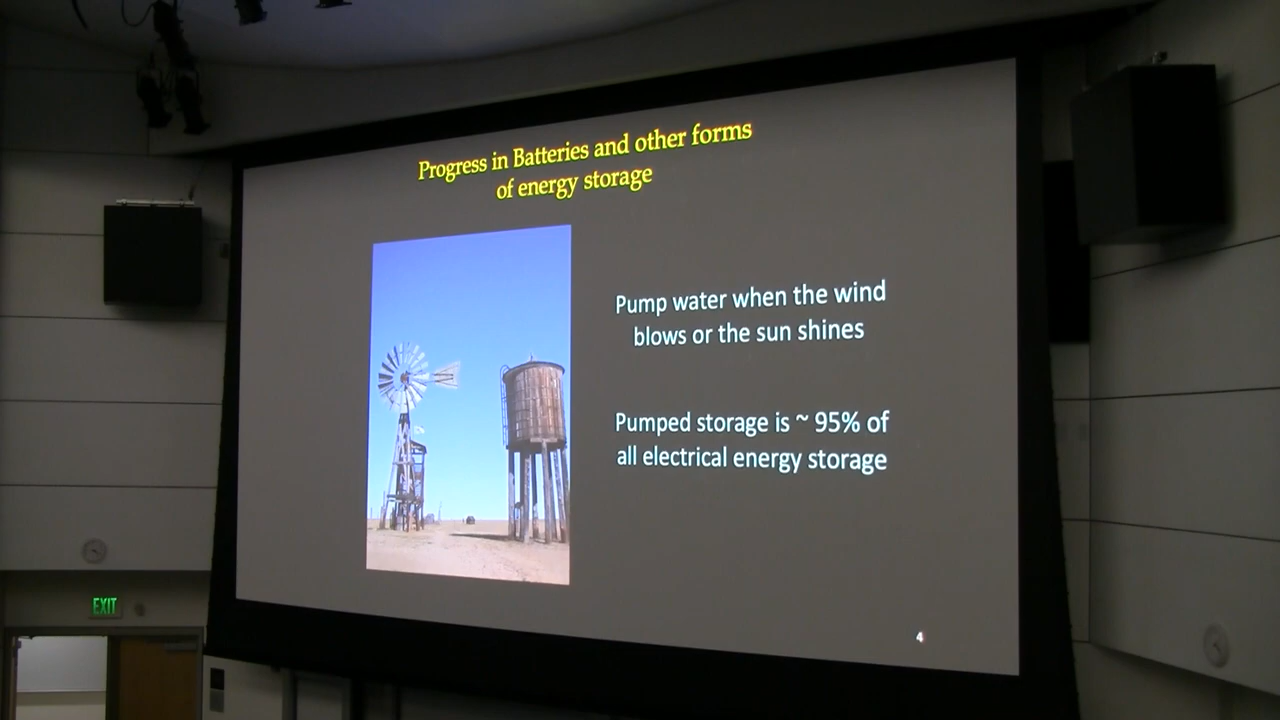 Progress in Batteries and other forms
of energy storage
Pump water when the wind
blows or the sun shines
Pumped storage is ~ 95% of
all electrical energy storage
4
EXIT